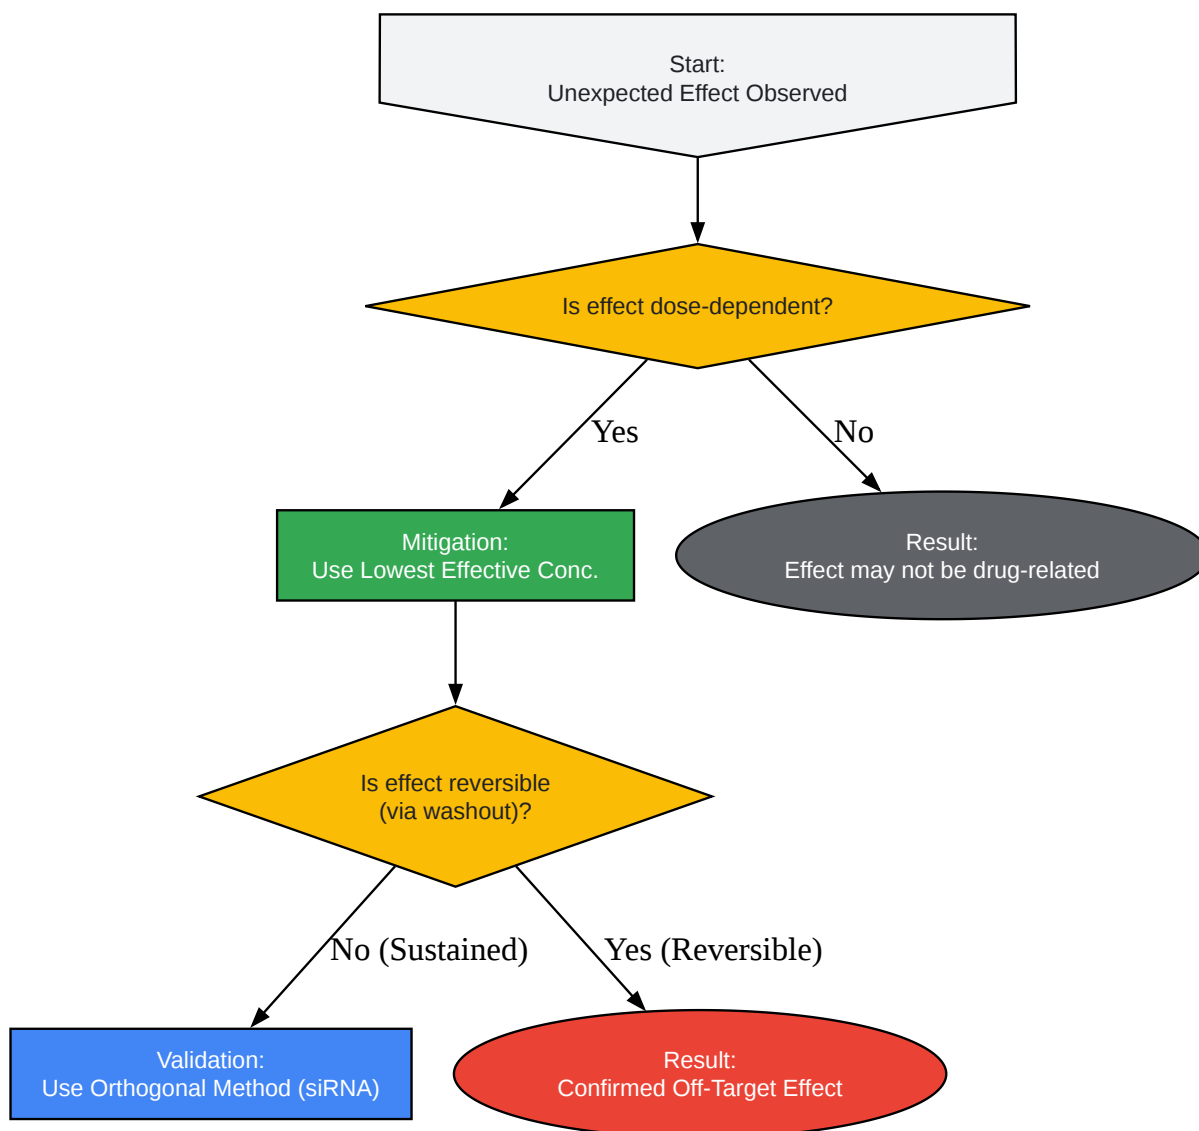 Start:
Unexpected Effect Observed
Is effect dose-dependent?
Yes
No
Mitigation:
Use Lowest Effective Conc.
Result:
Effect may not be drug-related
Is effect reversible
(via washout)?
No (Sustained)
Yes (Reversible)
Validation:
Use Orthogonal Method (siRNA)
Result:
Confirmed Off-Target Effect